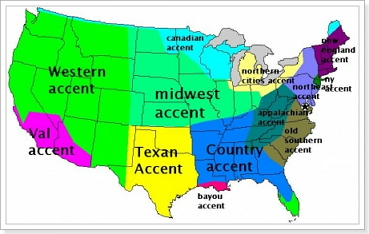 canadian
accent
new
england
accent
northern
cities accent
Western
accent
northeast
accent
ny
accent
midwest
accent
appalachian
accent
old
southern
accent
Val
accent
Texan
Accent
Country
accent
bayou
accent